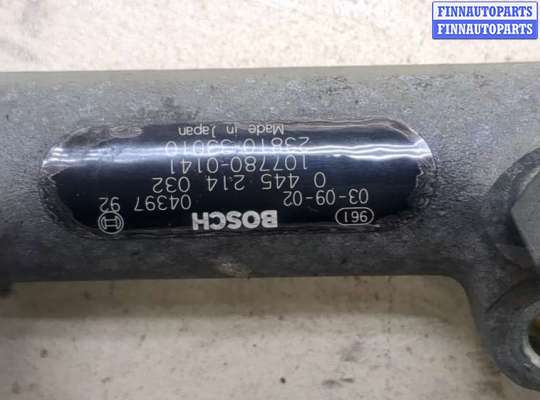 FINNAUTOPARTS
FINNAUTOPARTS
BOSCH
961
03-09-02
04397 92
0 445 214 032
107780-0141
23810-33010
Made in Japan